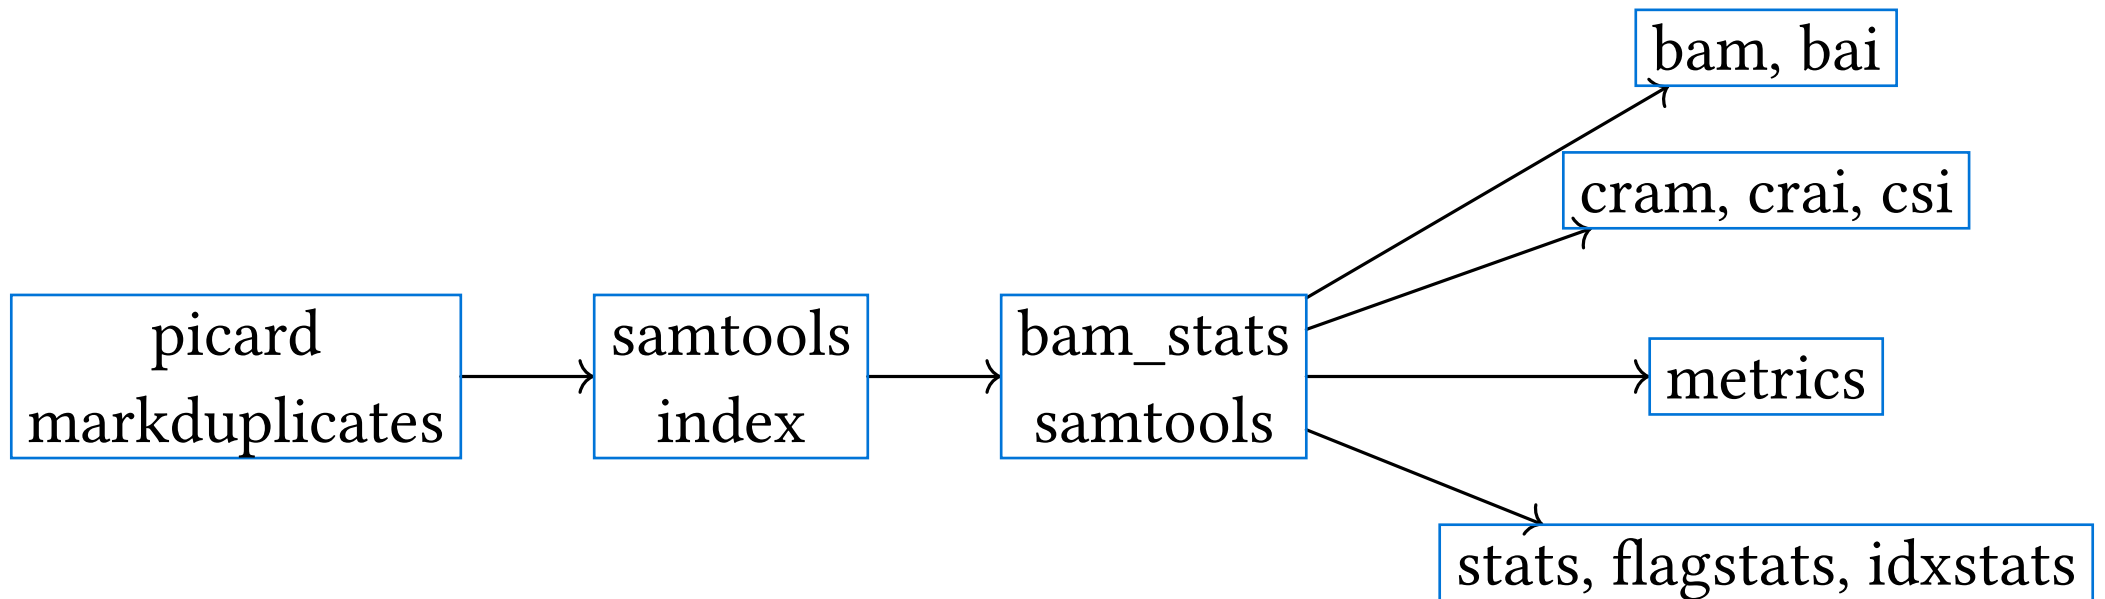 bam, bai
cram, crai, csi
picard
markduplicates
samtools
index
bam_stats
samtools
metrics
stats, flagstats, idxstats